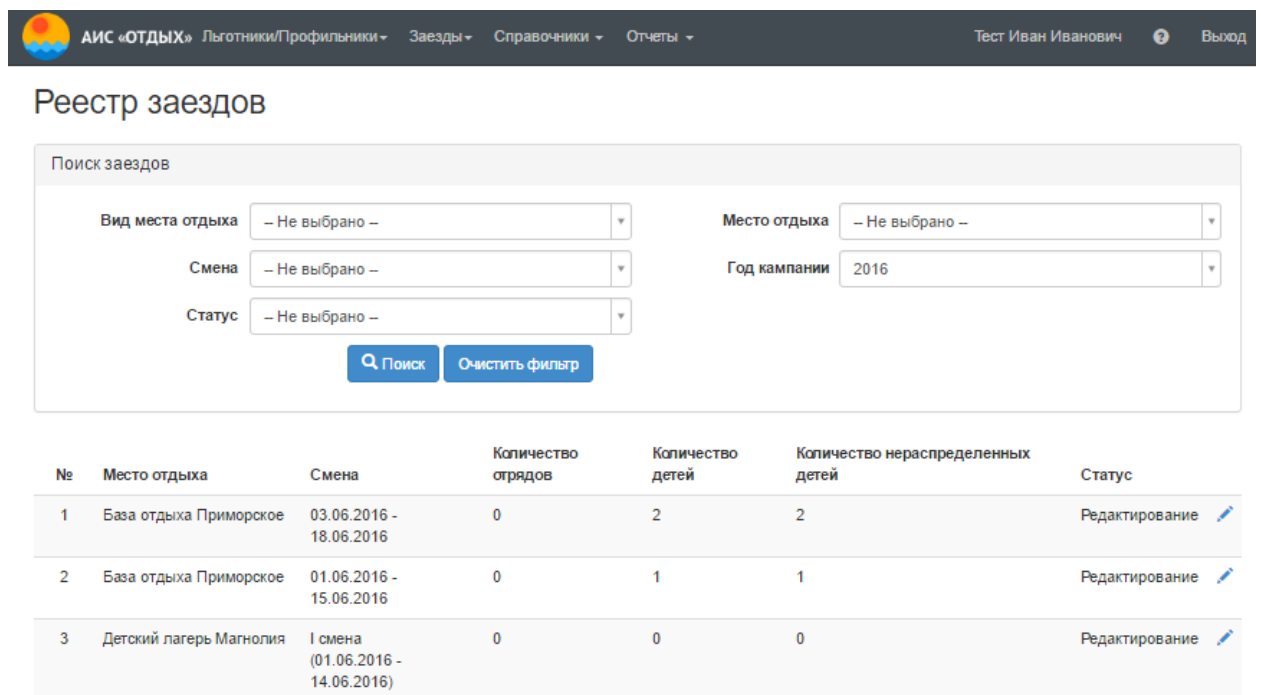 АИС «ОТДЫХ» Льготники/Профильники Заезды Справочники Отчеты Тест Иван Иванович ? Выход
Реестр заездов
Поиск заездов
Вид места отдыха -- Не выбрано -- Место отдыха -- Не выбрано --
Смена -- Не выбрано -- Год кампании 2016
Статус -- Не выбрано --
Поиск Очистить фильтр
Количество Количество Количество нераспределенных
№ Место отдыха Смена отрядов детей детей Статус
1 База отдыха Приморское 03.06.2016 - 0 2 2 Редактирование
18.06.2016
2 База отдыха Приморское 01.06.2016 - 0 1 1 Редактирование
15.06.2016
3 Детский лагерь Магнолия I смена 0 0 0 Редактирование
(01.06.2016 -
14.06.2016)